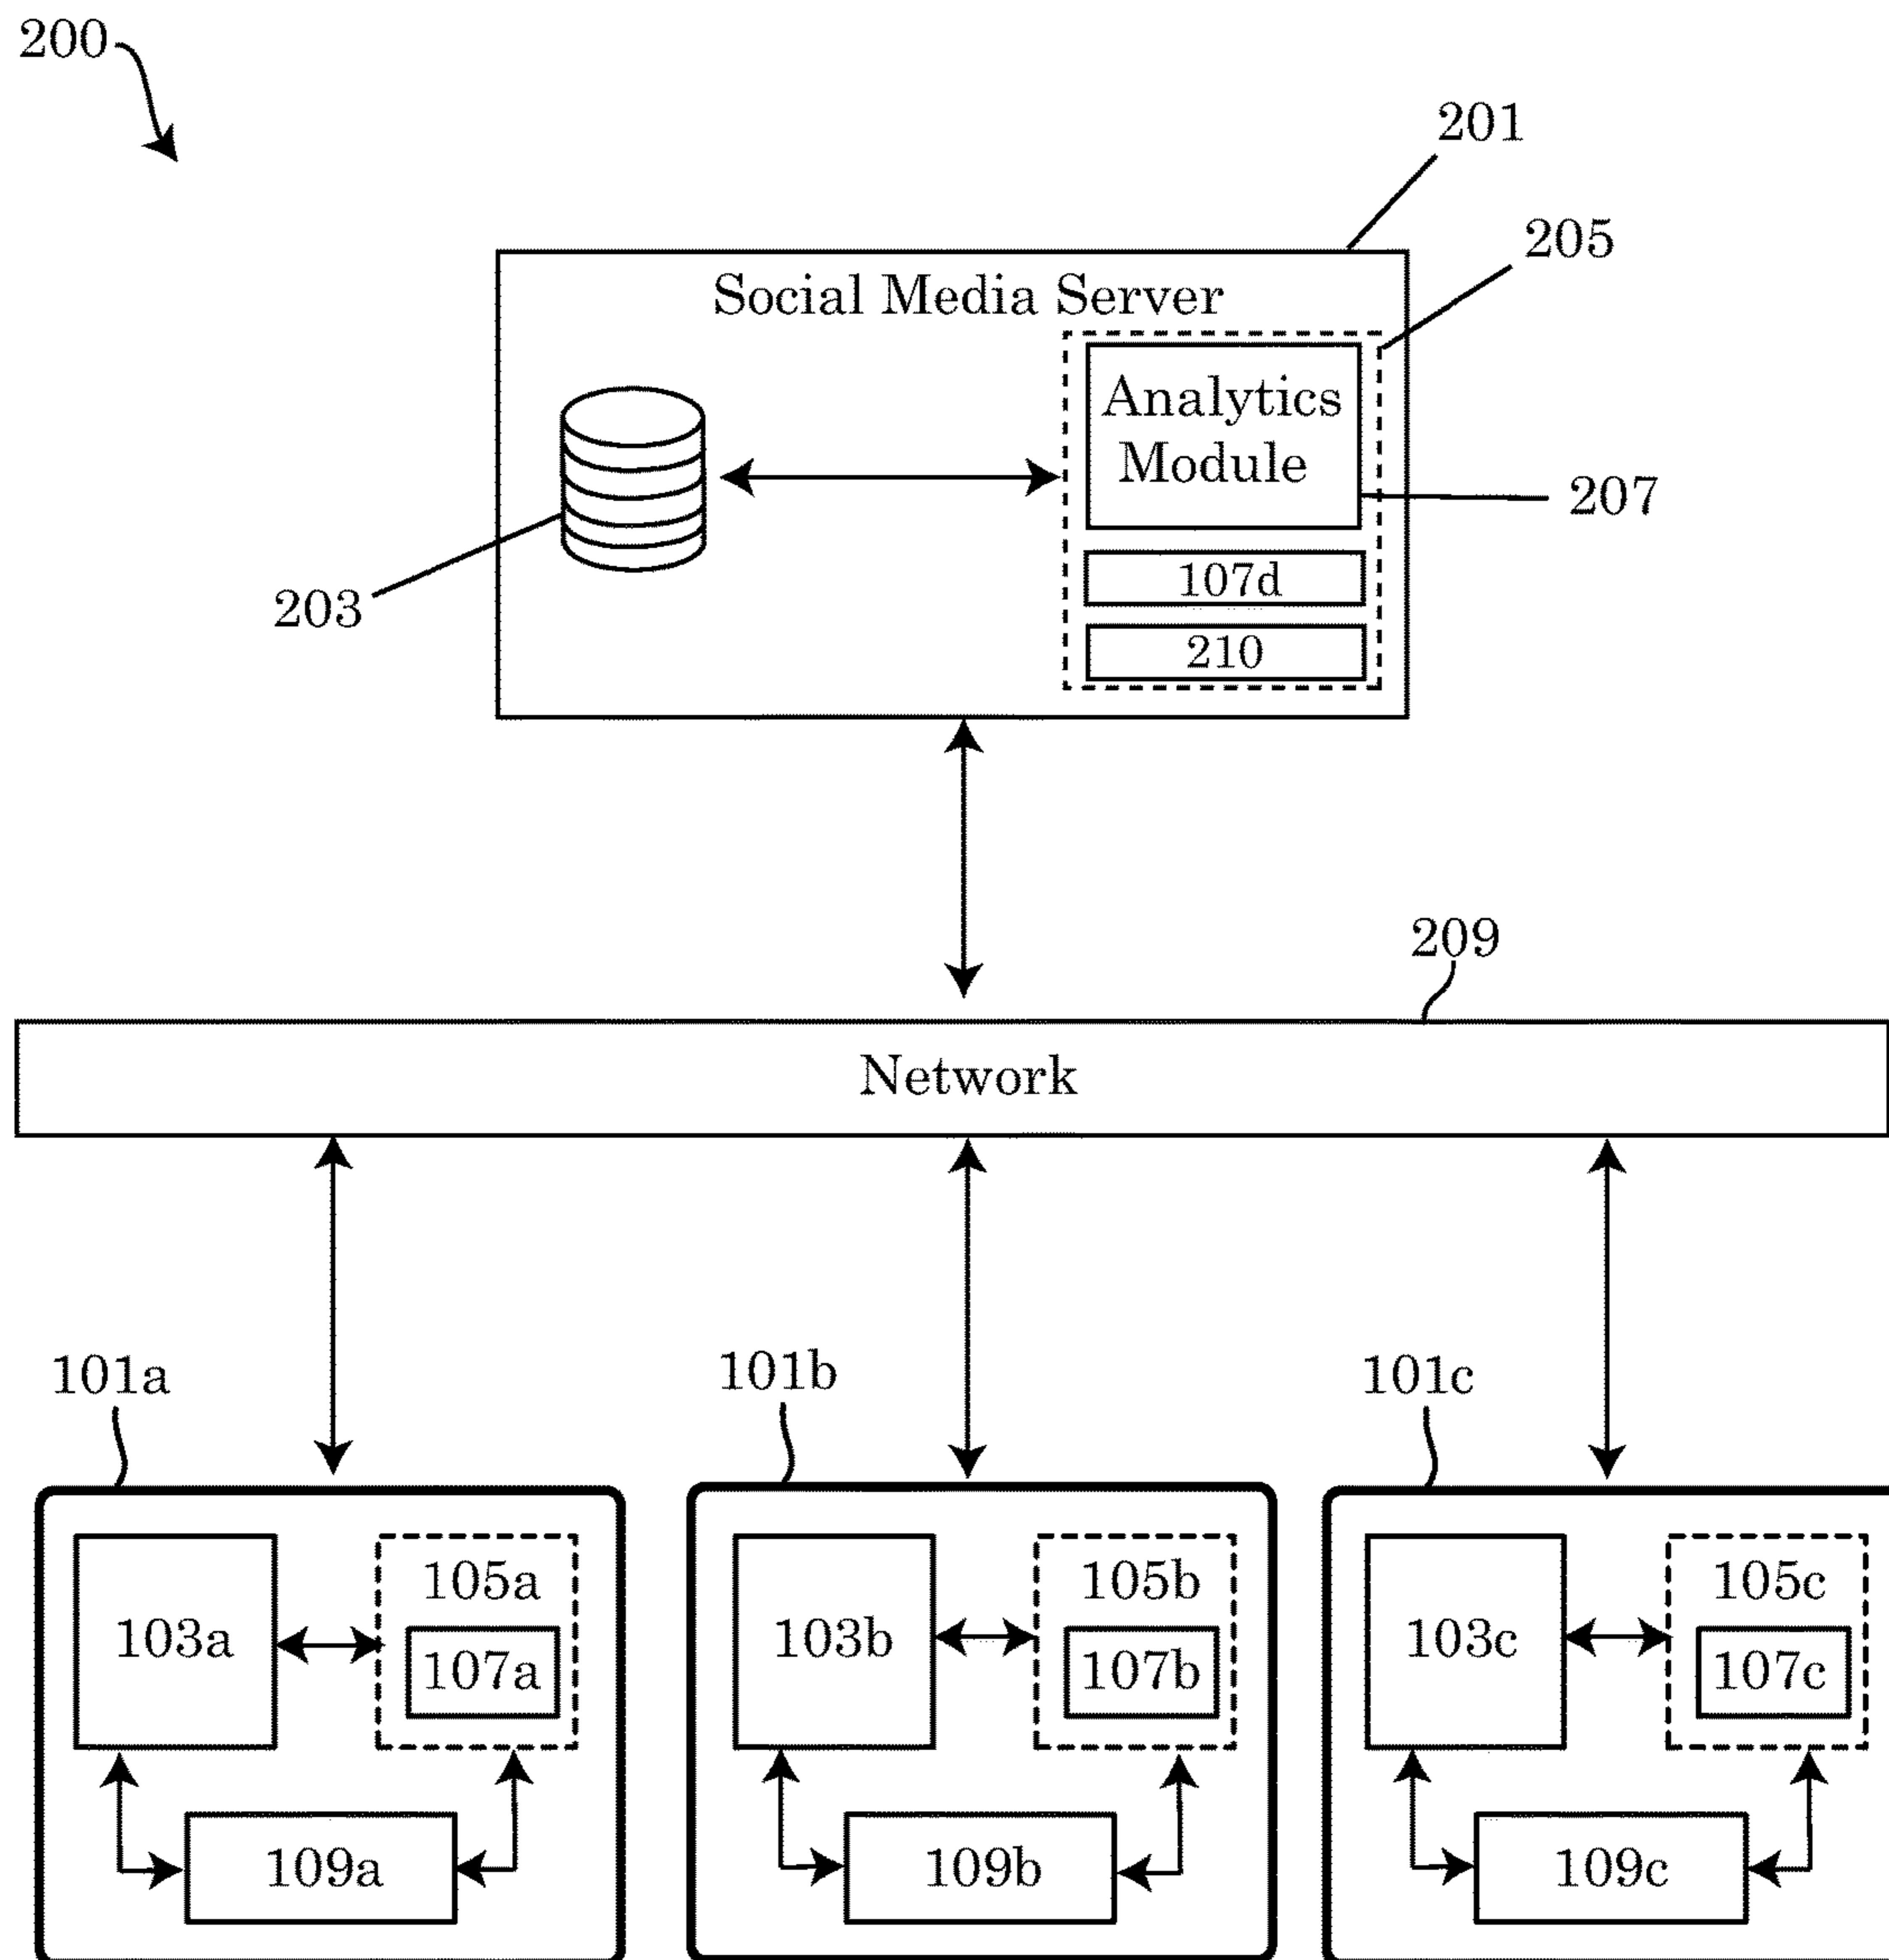 200
201
205
Social Media Server
Analytics
Module
207
107d
203
210
209
Network
101a
101b
101c
103a
105a
107a
109a
103b
105b
107b
109b
103c
105c
107c
109c